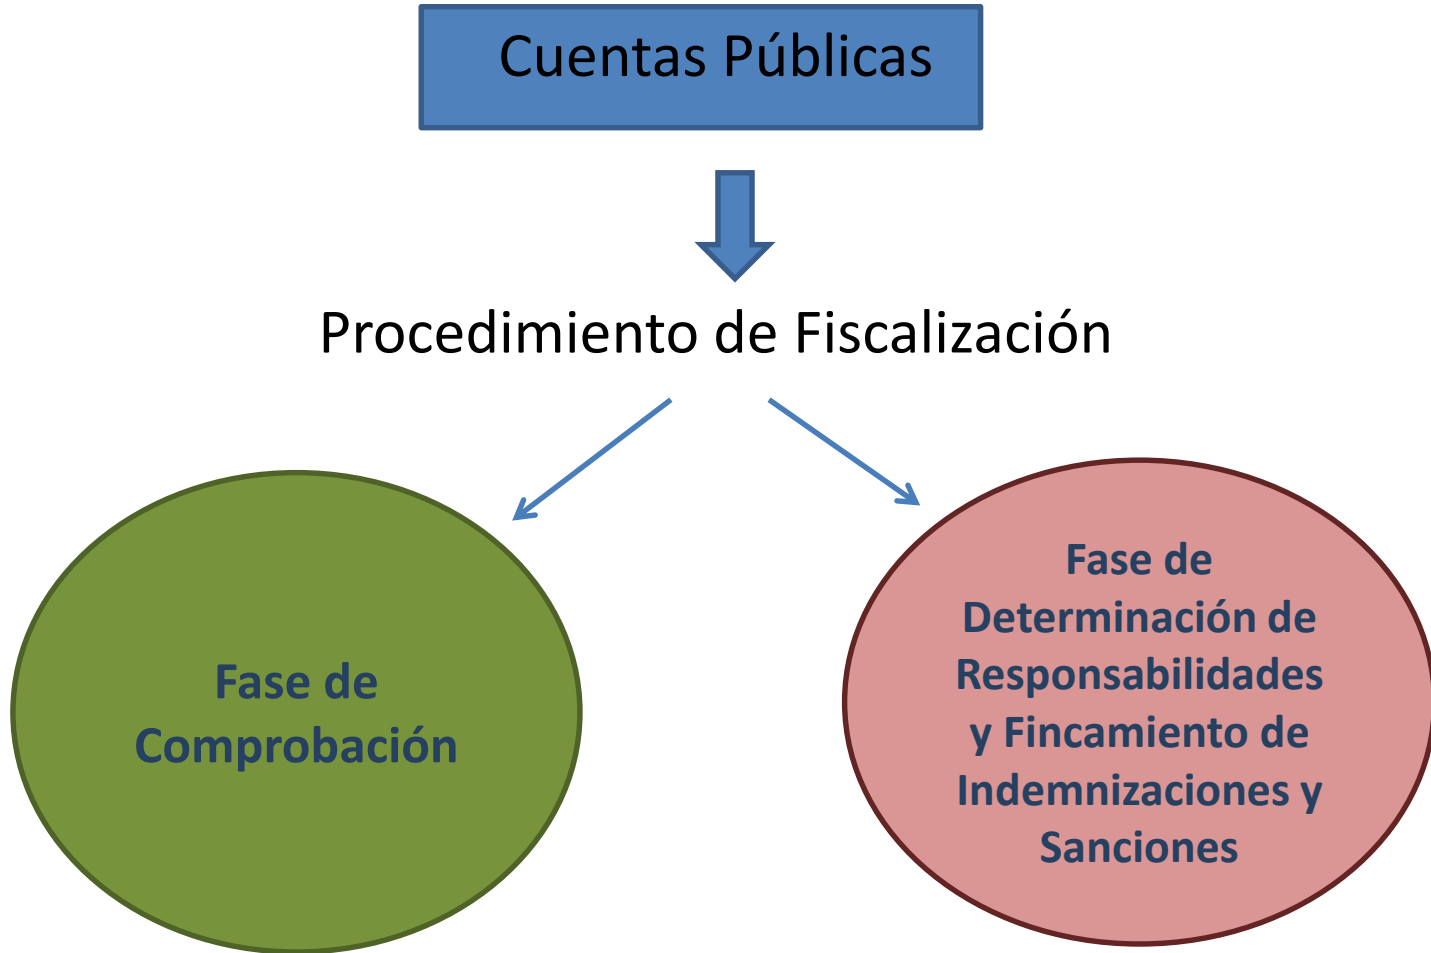 Cuentas Públicas
Procedimiento de Fiscalización
Fase de
Comprobación
Fase de
Determinación de
Responsabilidades
y Fincamiento de
Indemnizaciones y
Sanciones